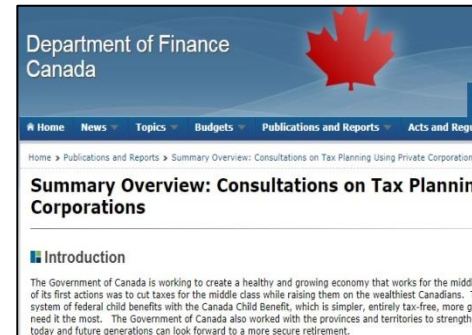 Department of Finance
Canada
Home News Topics Budgets Publications and Reports Acts and Regu
Home > Publications and Reports > Summary Overview: Consultations on Tax Planning Using Private Corporation
Summary Overview: Consultations on Tax Plannin
Corporations
Introduction
The Government of Canada is working to create a healthy and growing economy that works for the midd
of its first actions was to cut taxes for the middle class while raising them on the wealthiest Canadians.
system of federal child benefits with the Canada Child Benefit, which is simpler, entirely tax-free, more g
need it the most. The Government of Canada also worked with the provinces and territories to strength
today and future generations can look forward to a more secure retirement.